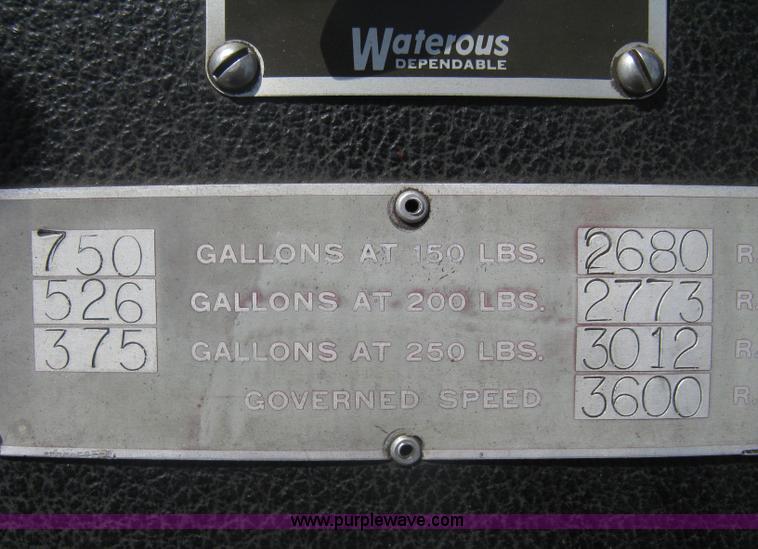 Waterous
DEPENDABLE
750 GALLONS AT 150 LBS. 2680 R.
526 GALLONS AT 200 LBS. 2773 R.
375 GALLONS AT 250 LBS. 3012 R.
GOVERNED SPEED 3600 R.
www.purplewave.com